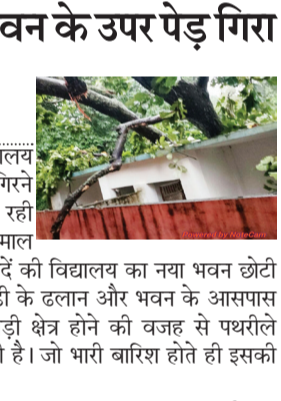 वन के उपर पेड़ गिरा
लय
गिरने
रही
माल
Powered by NoteCam
दें की विद्यालय का नया भवन छोटी
के ढलान और भवन के आसपास
ड़ी क्षेत्र होने की वजह से पथरीले
है। जो भारी बारिश होते ही इसकी